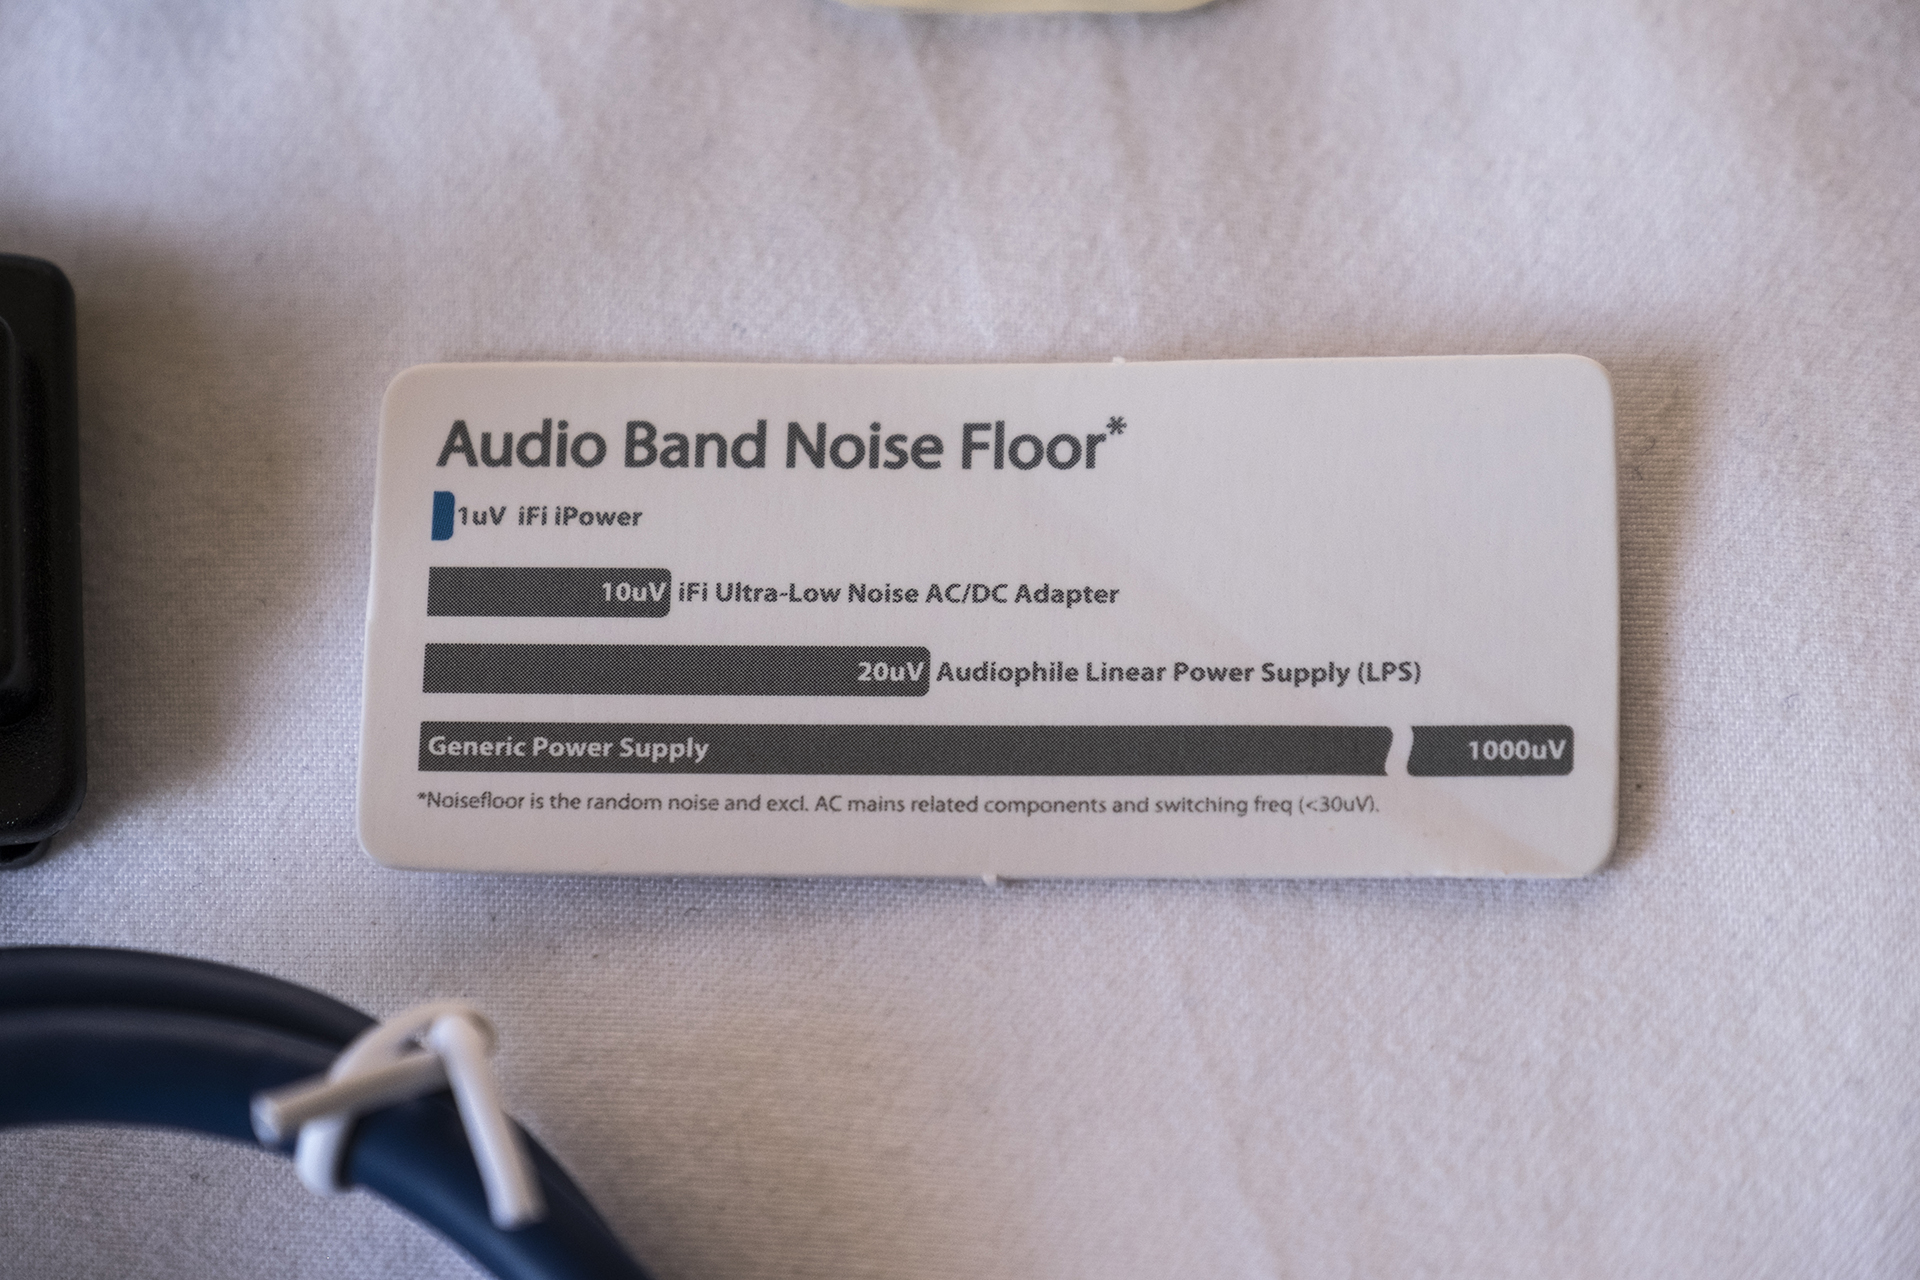 Audio Band Noise Floor*
1uV iFi iPower
10uV iFi Ultra-Low Noise AC/DC Adapter
20uV Audiophile Linear Power Supply (LPS)
Generic Power Supply 1000uV
*Noisefloor is the random noise and excl. AC mains related components and switching freq (<30uV).